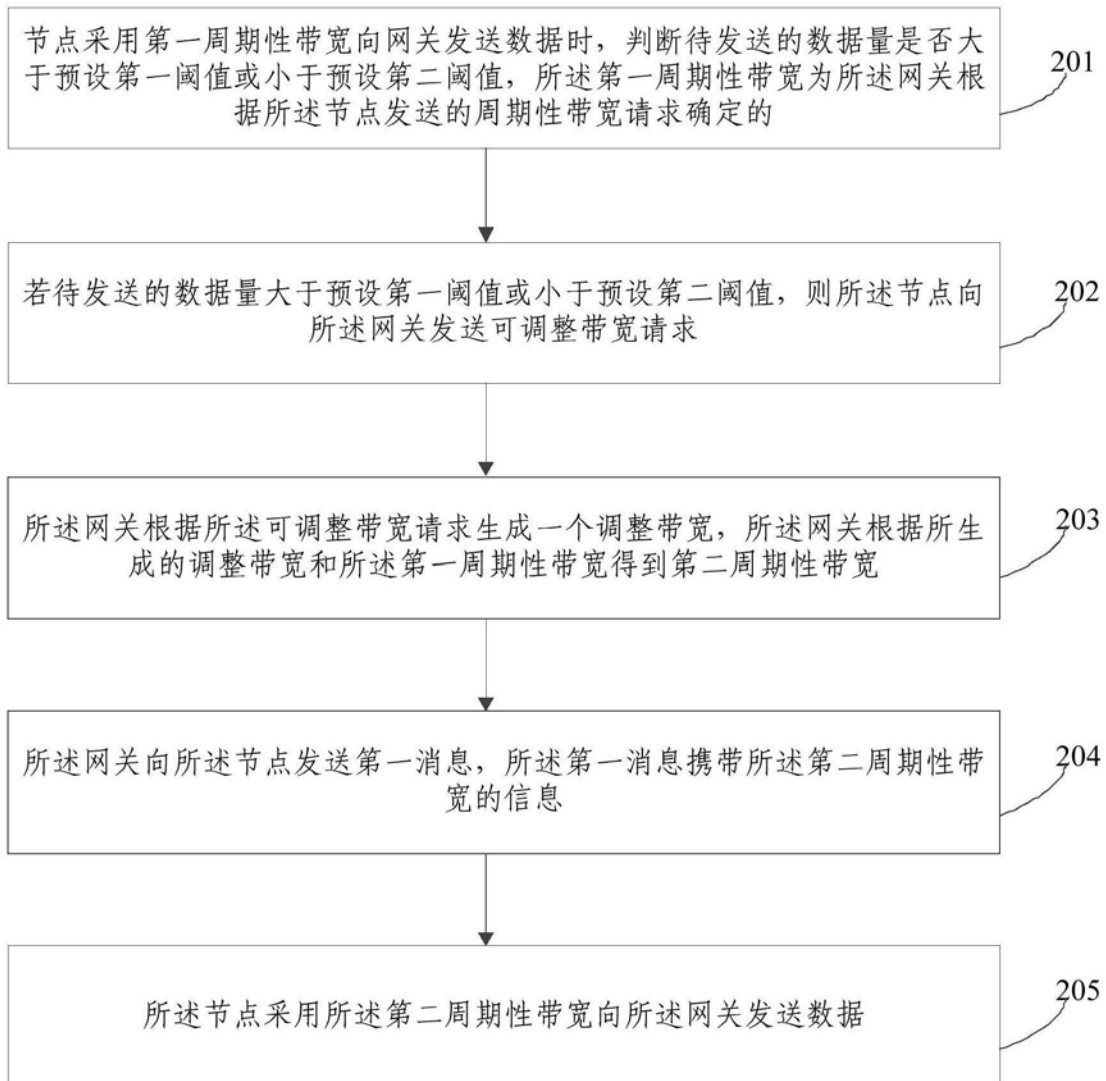 节点采用第一周期性带宽向网关发送数据时，判断待发送的数据量是否大
于预设第一阈值或小于预设第二阈值，所述第一周期性带宽为所述网关根
据所述节点发送的周期性带宽请求确定的
201
若待发送的数据量大于预设第一阈值或小于预设第二阈值，则所述节点向
所述网关发送可调整带宽请求
202
所述网关根据所述可调整带宽请求生成一个调整带宽，所述网关根据所生
成的调整带宽和所述第一周期性带宽得到第二周期性带宽
203
所述网关向所述节点发送第一消息，所述第一消息携带所述第二周期性带
宽的信息
204
所述节点采用所述第二周期性带宽向所述网关发送数据
205